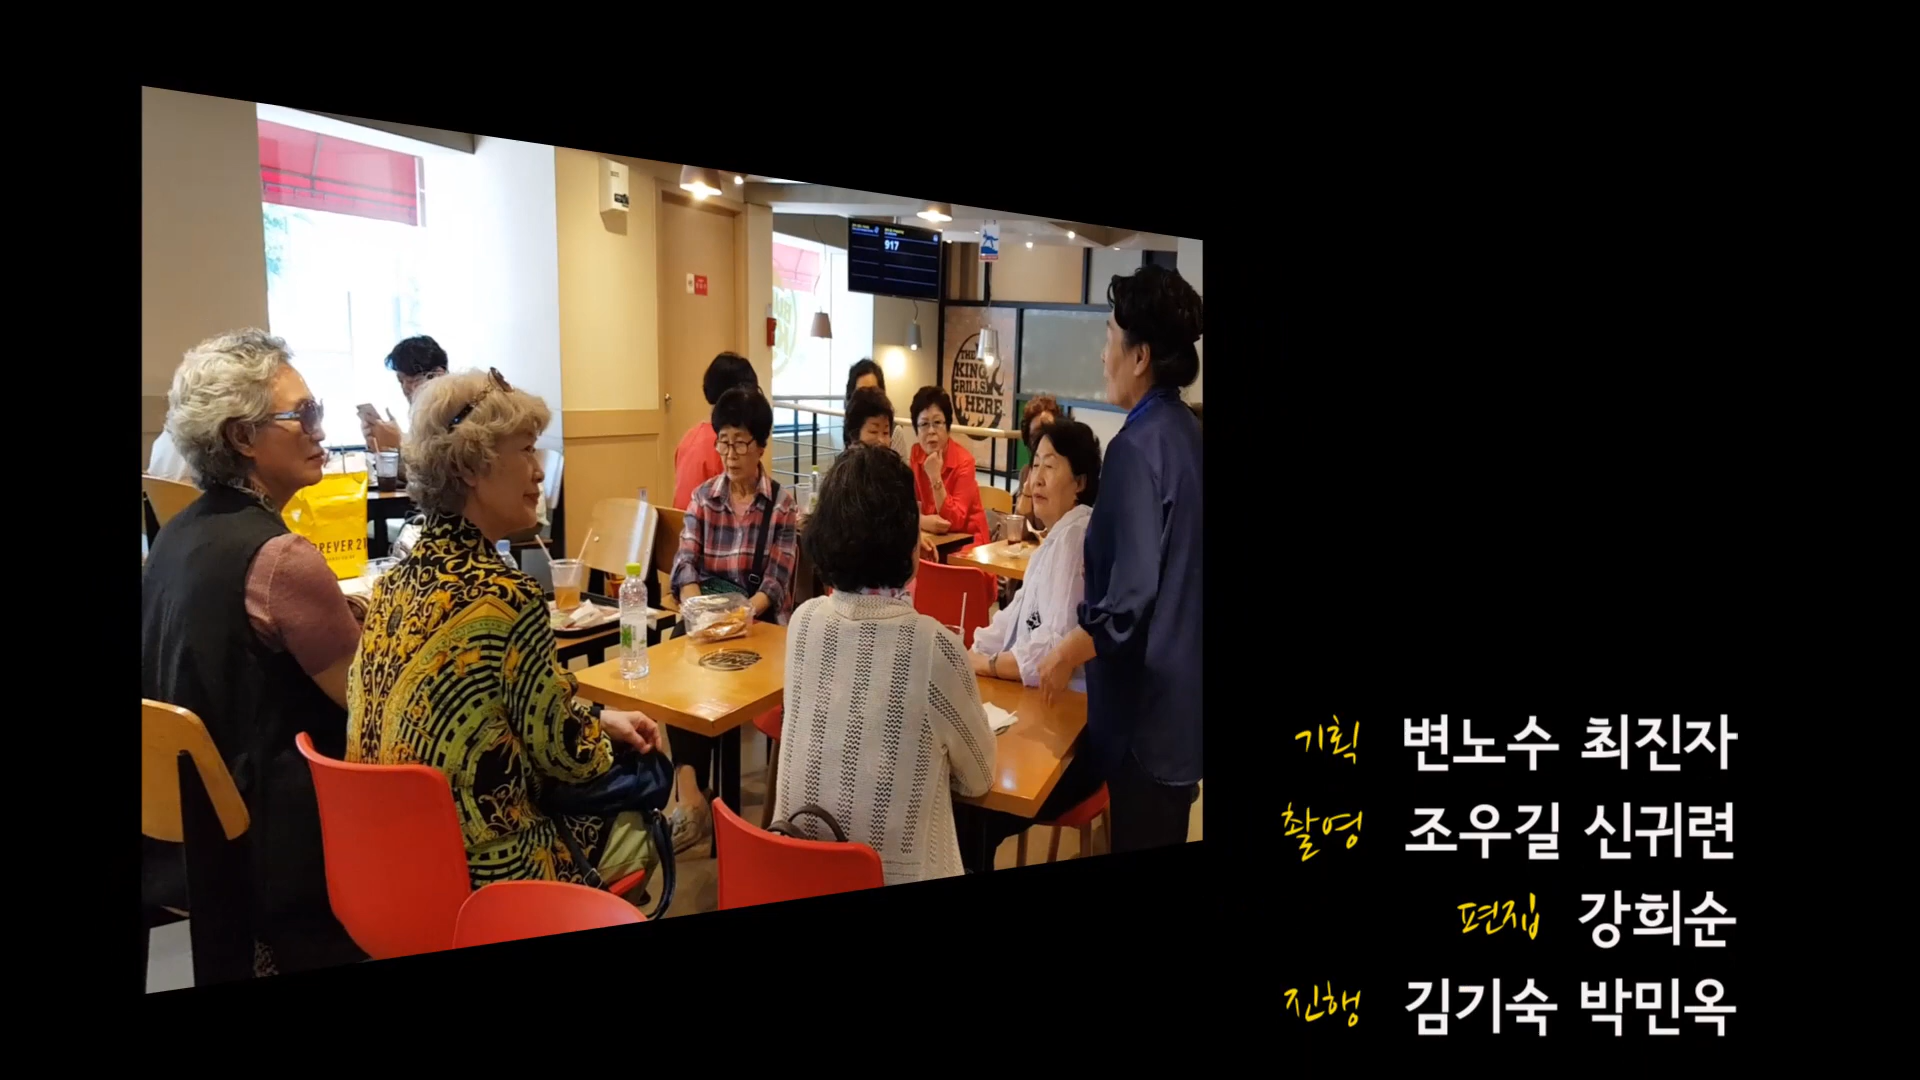 917
THE
KING
GRILLS
HERE
FOREVER 21
기획 변노수 최진자
촬영 조우길 신귀련
편집 강희순
진행 김기숙 박민옥